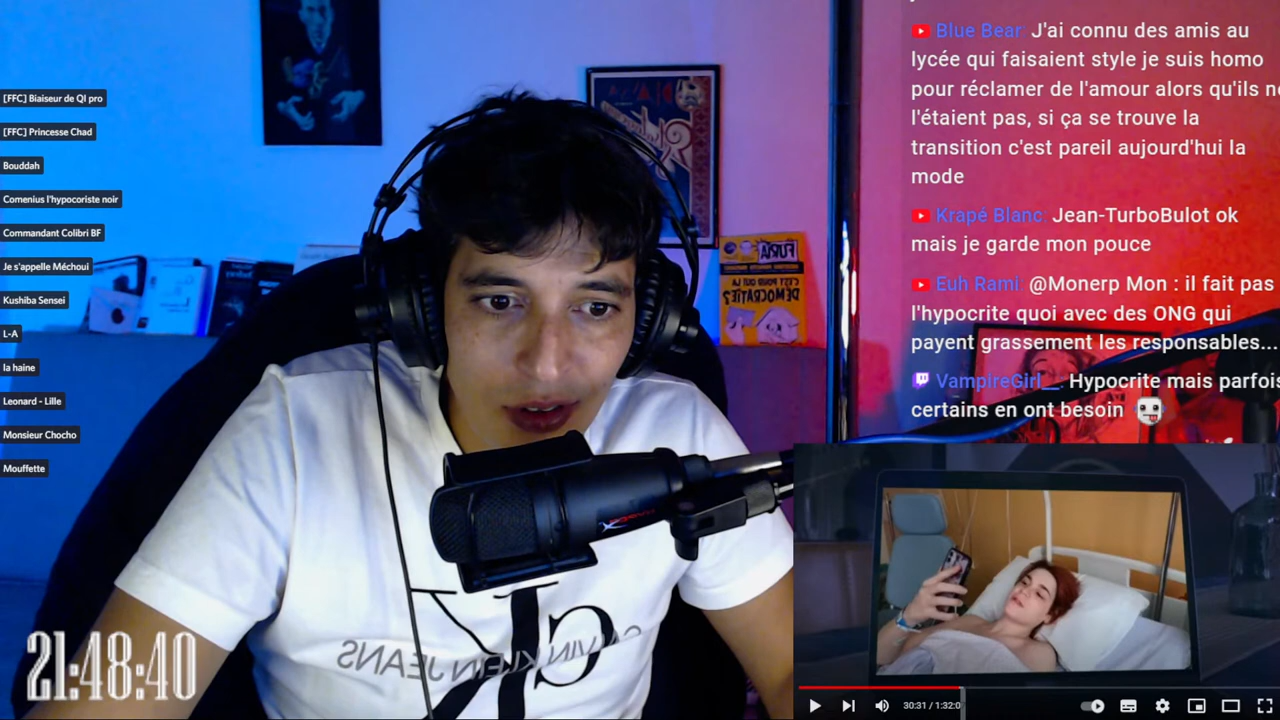 [FFC] Biaiseur de QI pro
[FFC] Princesse Chad
Bouddah
Comenius l'hypocoriste noir
Commandant Colibri BF
Je s'appelle Méchoui
Kushiba Sensei
L-A
la haine
Leonard - Lille
Monsieur Chocho
Mouffette
21:48:40
FURIA
C'EST POUR QUI LA
DÉMOCRATIE?
CALVIN KLEIN JEANS
Blue Bear: J'ai connu des amis au
lycée qui faisaient style je suis homo
pour réclamer de l'amour alors qu'ils ne
l'étaient pas, si ça se trouve la
transition c'est pareil aujourd'hui la
mode
Krapé Blanc: Jean-TurboBulot ok
mais je garde mon pouce
Euh Rami: @Monerp Mon : il fait pas
l'hypocrite quoi avec des ONG qui
payent grassement les responsables...
VampireGirl__: Hypocrite mais parfois
certains en ont besoin
30:31 / 1:32:0